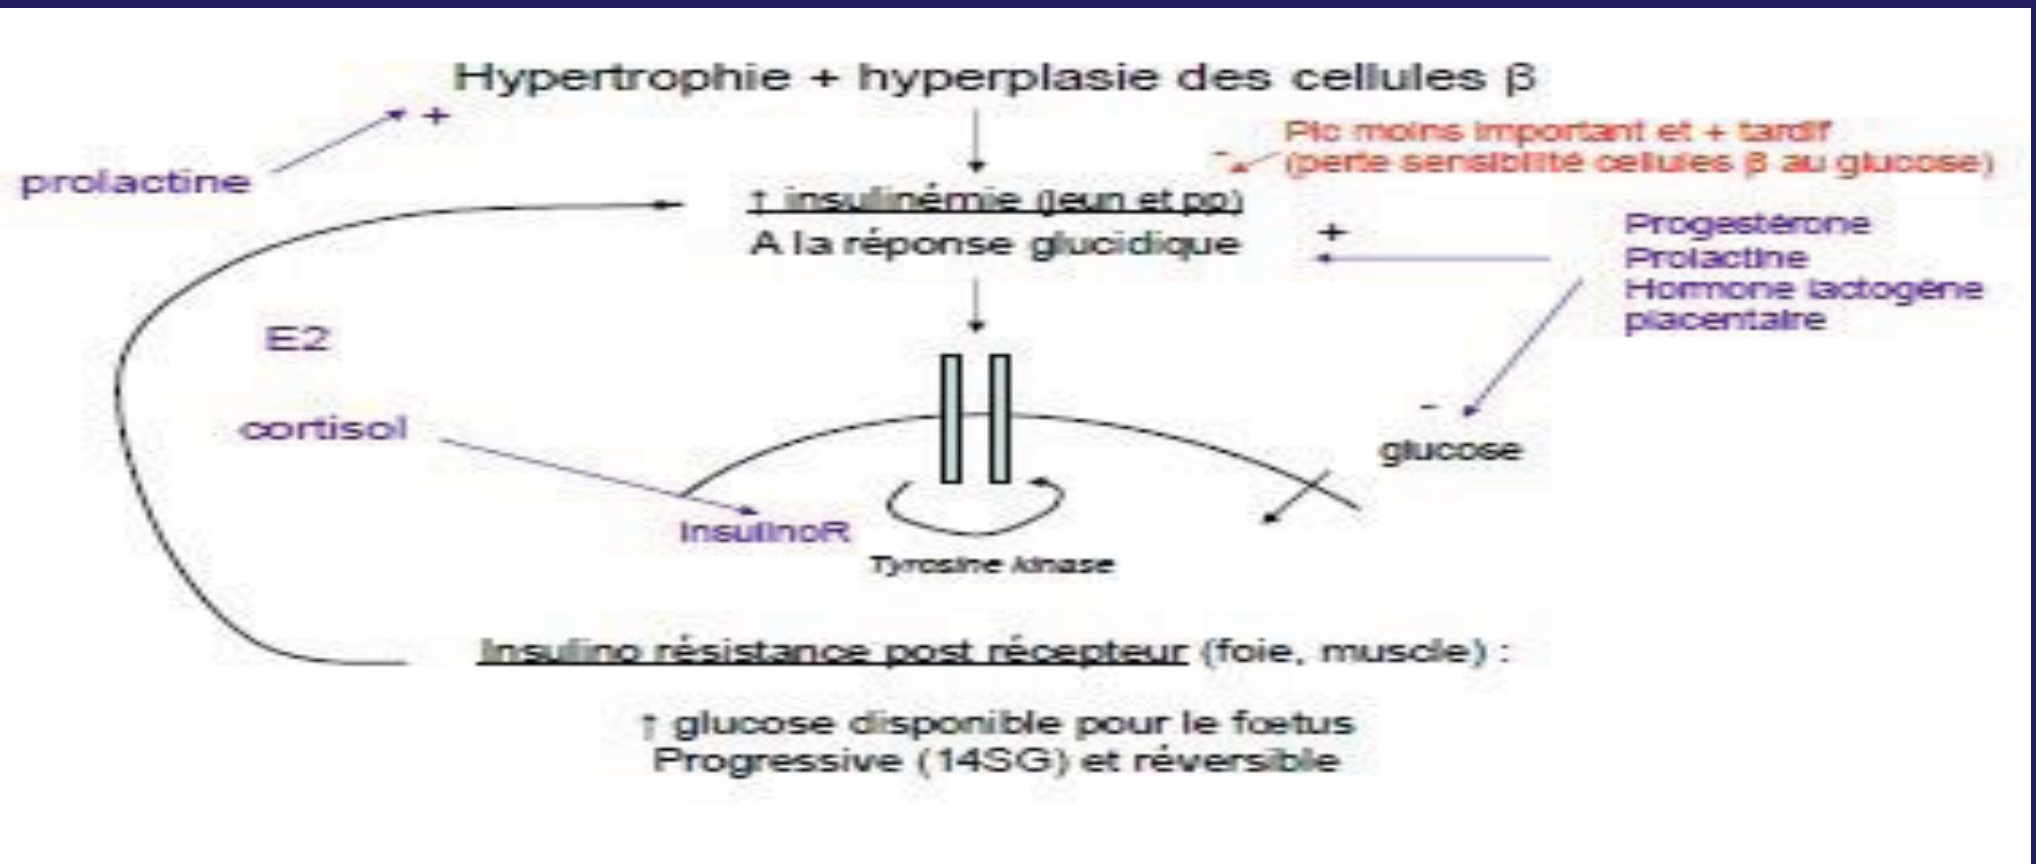 Hypertrophie + hyperplasie des cellules β
+
Pic moins important et + tardif
- (perte sensibilité cellules β au glucose)
prolactine
↑ insulinémie (jeun et pp)
A la réponse glucidique
+
Progestérone
Prolactine
Hormone lactogène
placentaire
E2
cortisol
-
glucose
InsulinoR
Tyrosine kinase
Insulino résistance post récepteur (foie, muscle) :
↑ glucose disponible pour le fœtus
Progressive (14SG) et réversible